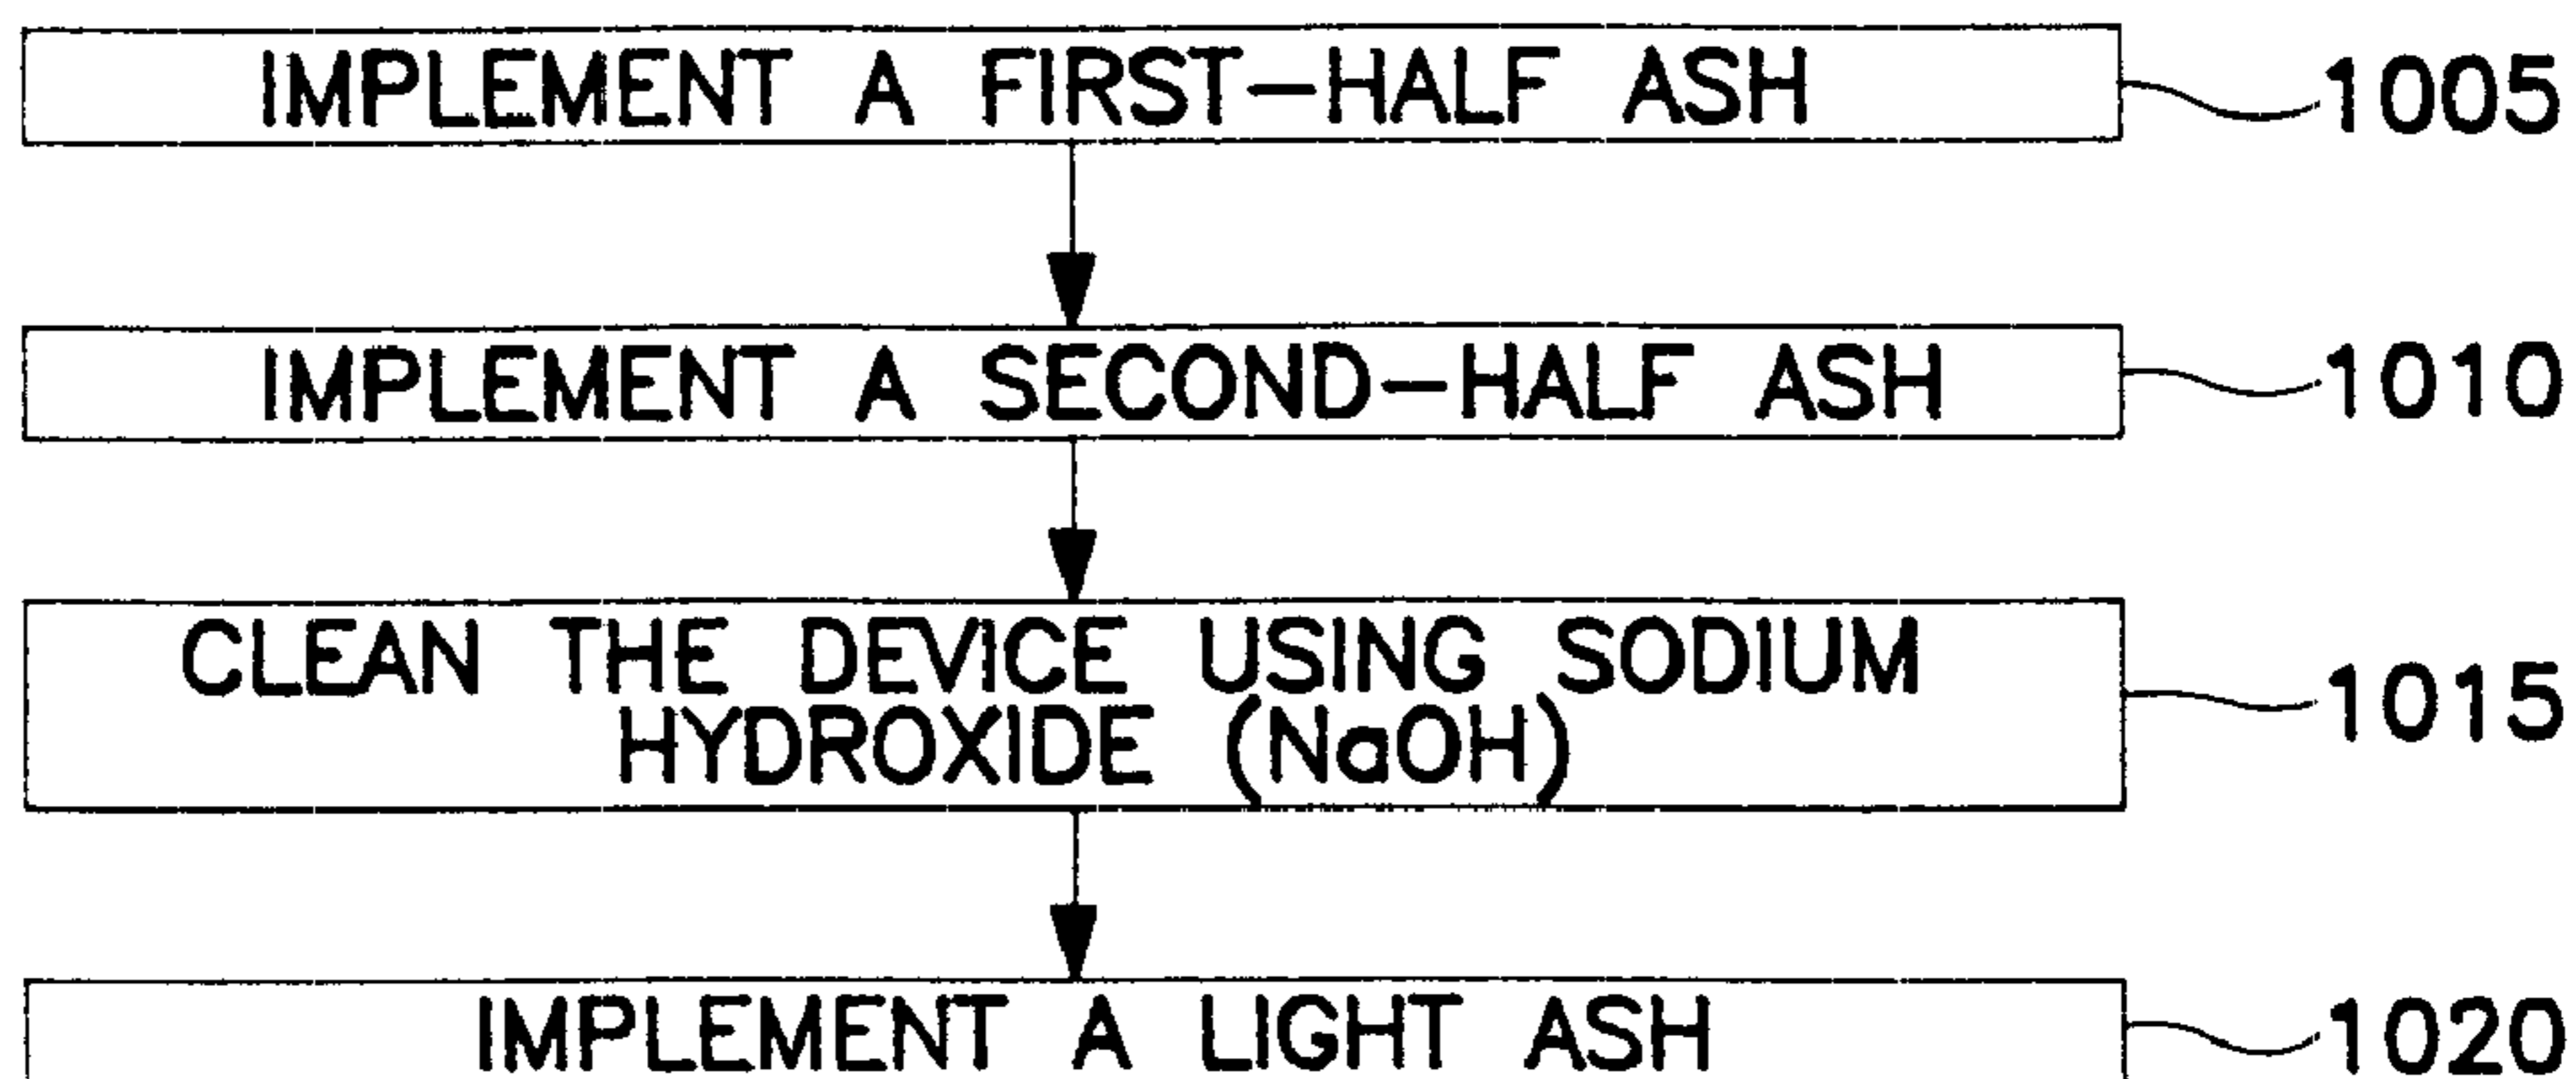 IMPLEMENT A FIRST-HALF ASH 1005
IMPLEMENT A SECOND-HALF ASH 1010
CLEAN THE DEVICE USING SODIUM
HYDROXIDE (NaOH) 1015
IMPLEMENT A LIGHT ASH 1020